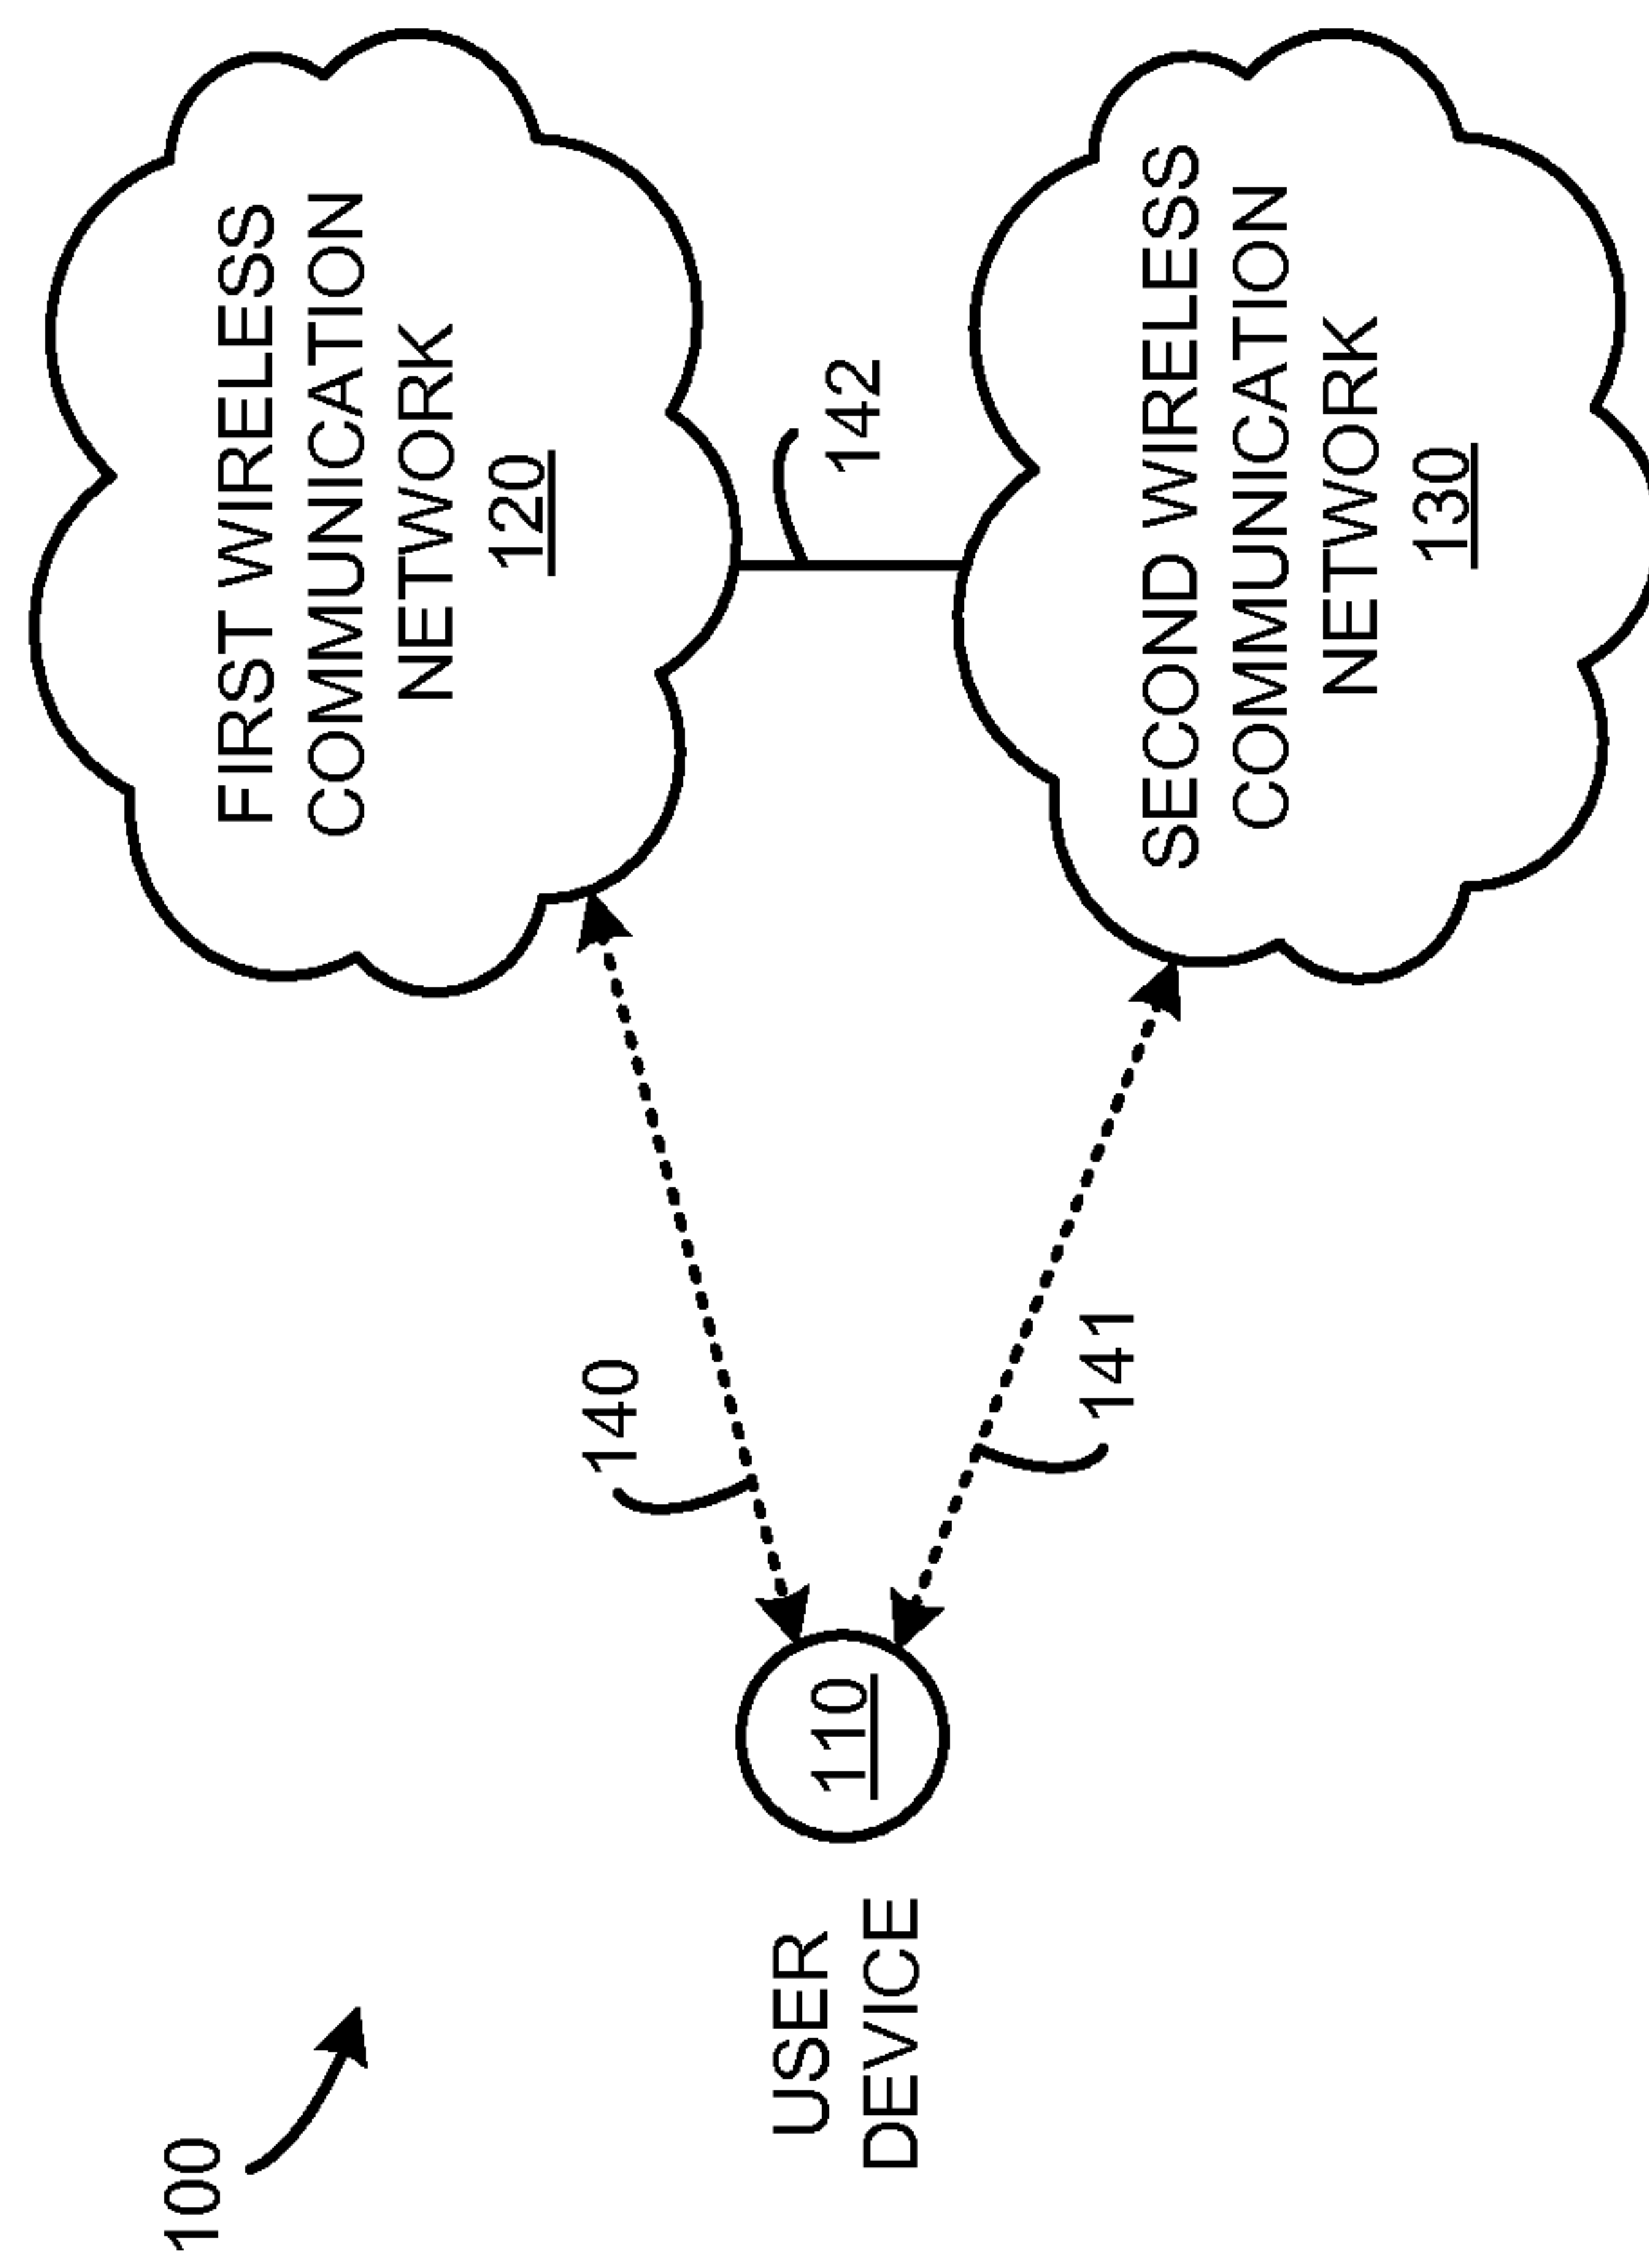 100
FIRST WIRELESS
COMMUNICATION
NETWORK
120
140
USER
DEVICE
110
142
141
SECOND WIRELESS
COMMUNICATION
NETWORK
130